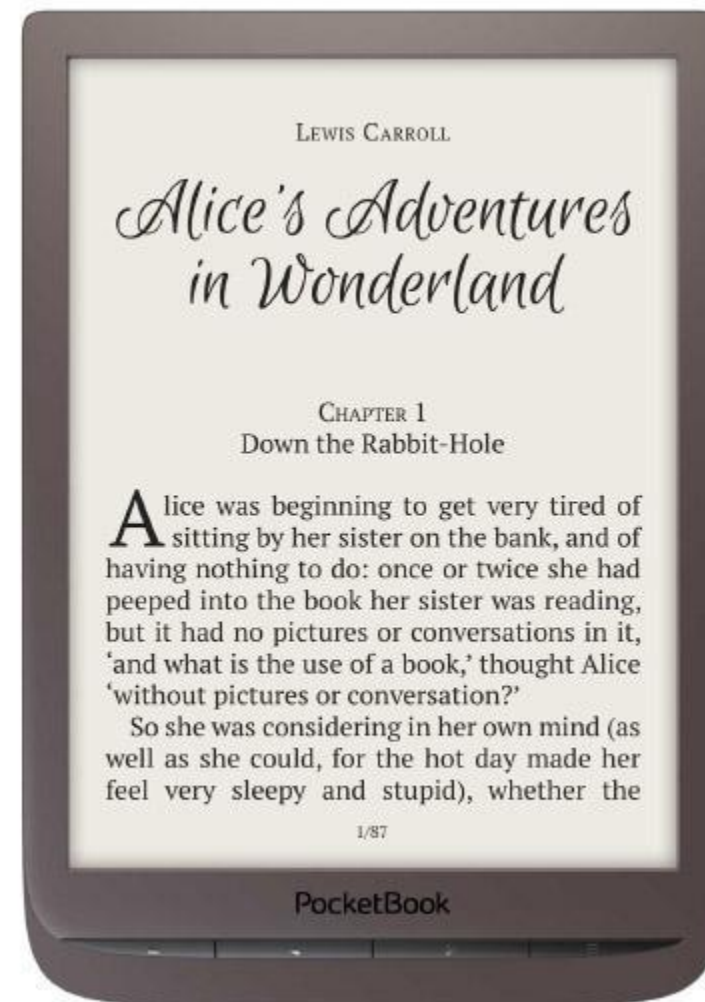 Lewis Carroll
Alice's Adventures
in Wonderland
Chapter 1
Down the Rabbit-Hole
Alice was beginning to get very tired of
sitting by her sister on the bank, and of
having nothing to do: once or twice she had
peeped into the book her sister was reading,
but it had no pictures or conversations in it,
‘and what is the use of a book,’ thought Alice
‘without pictures or conversation?’
So she was considering in her own mind (as
well as she could, for the hot day made her
feel very sleepy and stupid), whether the
1/87
PocketBook